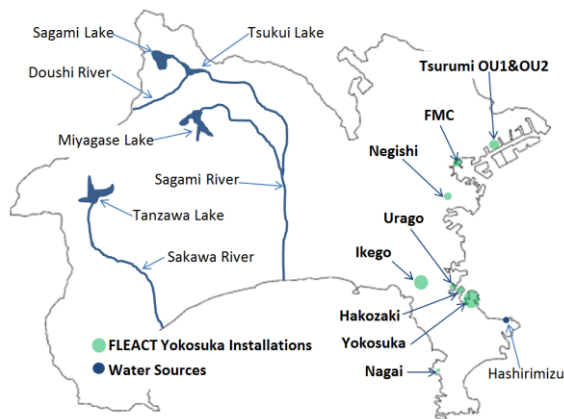 Sagami Lake
Tsukui Lake
Doushi River
Tsurumi OU1&OU2
FMC
Miyagase Lake
Negishi
Sagami River
Tanzawa Lake
Urago
Ikego
Sakawa River
Hakozaki
FLEACT Yokosuka Installations
Yokosuka
Water Sources
Nagai
Hashirimizu